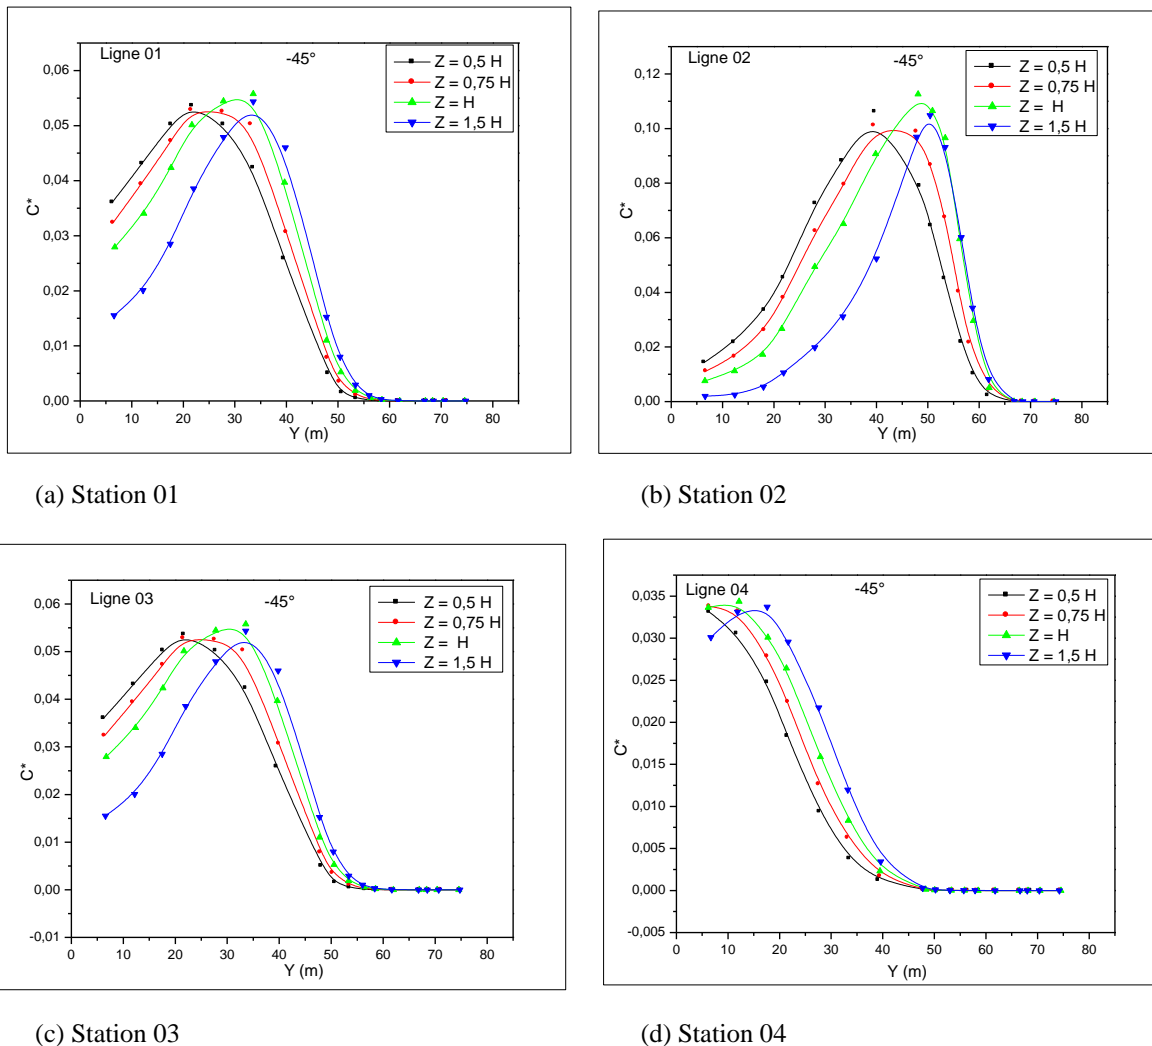 Ligne 01
-45°
Z = 0,5 H
Z = 0,75 H
Z = H
Z = 1,5 H
0,06
0,05
0,04
0,03
0,02
0,01
0,00
C*
0 10 20 30 40 50 60 70 80
Y (m)
(a) Station 01
Ligne 02
-45°
Z = 0,5 H
Z = 0,75 H
Z = H
Z = 1,5 H
0,12
0,10
0,08
0,06
0,04
0,02
0,00
C*
0 10 20 30 40 50 60 70 80
Y (m)
(b) Station 02
Ligne 03
-45°
Z = 0,5 H
Z = 0,75 H
Z = H
Z = 1,5 H
0,06
0,05
0,04
0,03
0,02
0,01
0,00
-0,01
C*
0 10 20 30 40 50 60 70 80
Y (m)
(c) Station 03
Ligne 04
-45°
Z = 0,5 H
Z = 0,75 H
Z = H
Z = 1,5 H
0,035
0,030
0,025
0,020
0,015
0,010
0,005
0,000
-0,005
C*
0 10 20 30 40 50 60 70 80
Y (m)
(d) Station 04